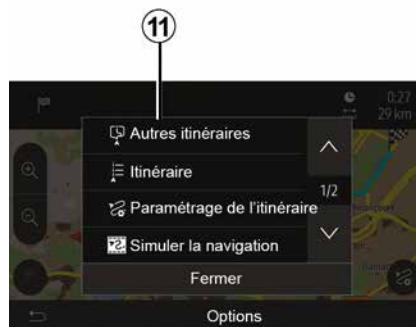 11
0:27
29 km
Autres itinéraires
Itinéraire
1/2
Paramétrage de l'itinéraire
Simuler la navigation
Fermer
Options